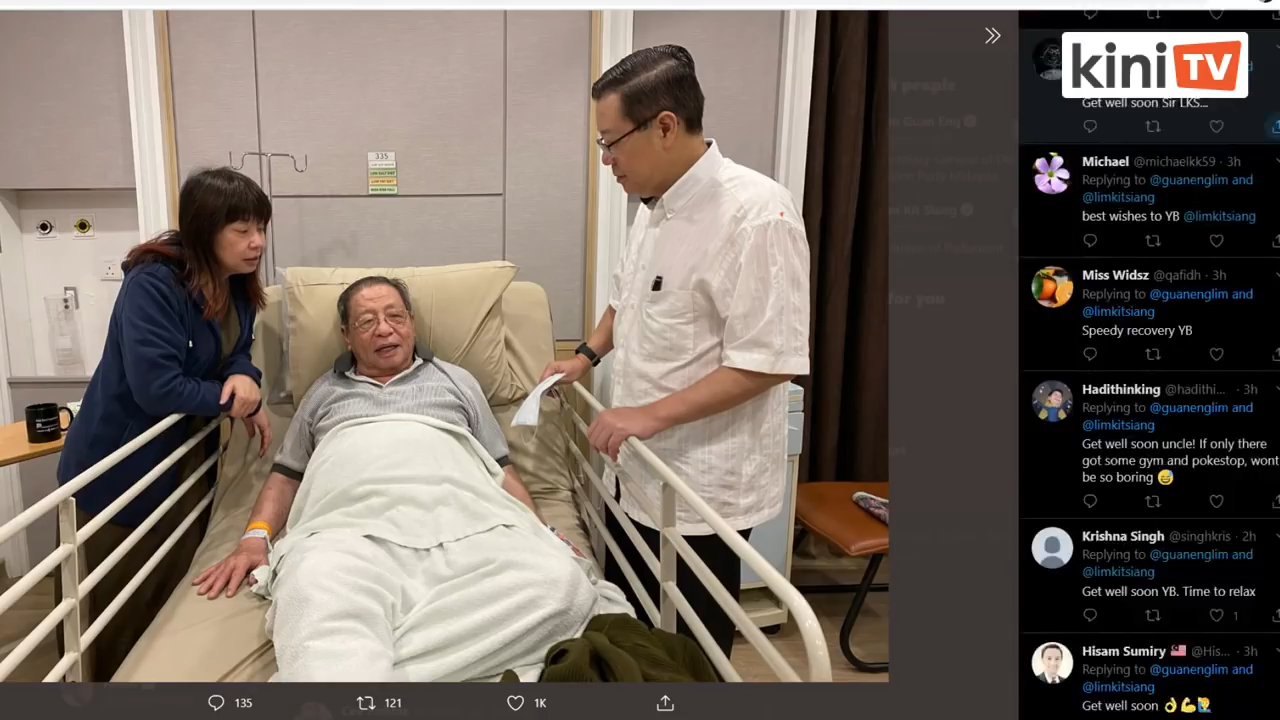 kini TV
335
Get well soon Sir LKS...
Michael @michaelkk59 · 3h
Replying to @guanenglim and
@limkitsiang
best wishes to YB @limkitsiang
Miss Widsz @qafidh · 3h
Replying to @guanenglim and
@limkitsiang
Speedy recovery YB
Hadithinking @hadithi... · 3h
Replying to @guanenglim and
@limkitsiang
Get well soon uncle! If only there
got some gym and pokestop, wont
be so boring 😅
Krishna Singh @singhkris · 2h
Replying to @guanenglim and
@limkitsiang
Get well soon YB. Time to relax
1
Hisam Sumiry 🇲🇾 @His... · 3h
Replying to @guanenglim and
@limkitsiang
Get well soon 👌💪🙋‍♂️
135
121
1K